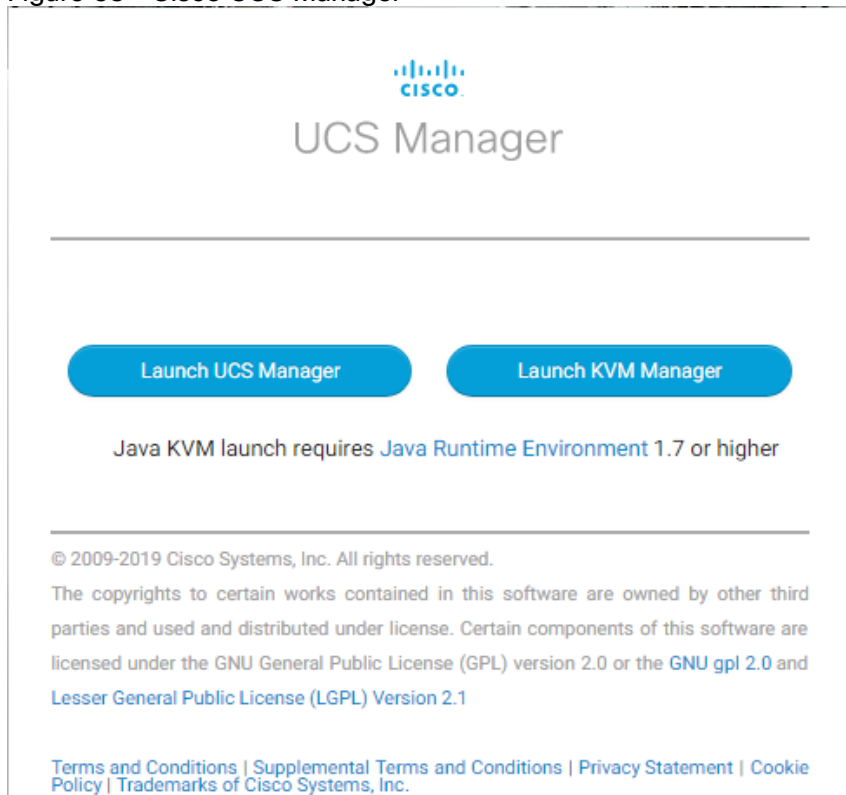 CISCO
UCS Manager
Launch UCS Manager
Launch KVM Manager
Java KVM launch requires Java Runtime Environment 1.7 or higher
© 2009-2019 Cisco Systems, Inc. All rights reserved.
The copyrights to certain works contained in this software are owned by other third
parties and used and distributed under license. Certain components of this software are
licensed under the GNU General Public License (GPL) version 2.0 or the GNU gpl 2.0 and
Lesser General Public License (LGPL) Version 2.1
Terms and Conditions | Supplemental Terms and Conditions | Privacy Statement | Cookie
Policy | Trademarks of Cisco Systems, Inc.